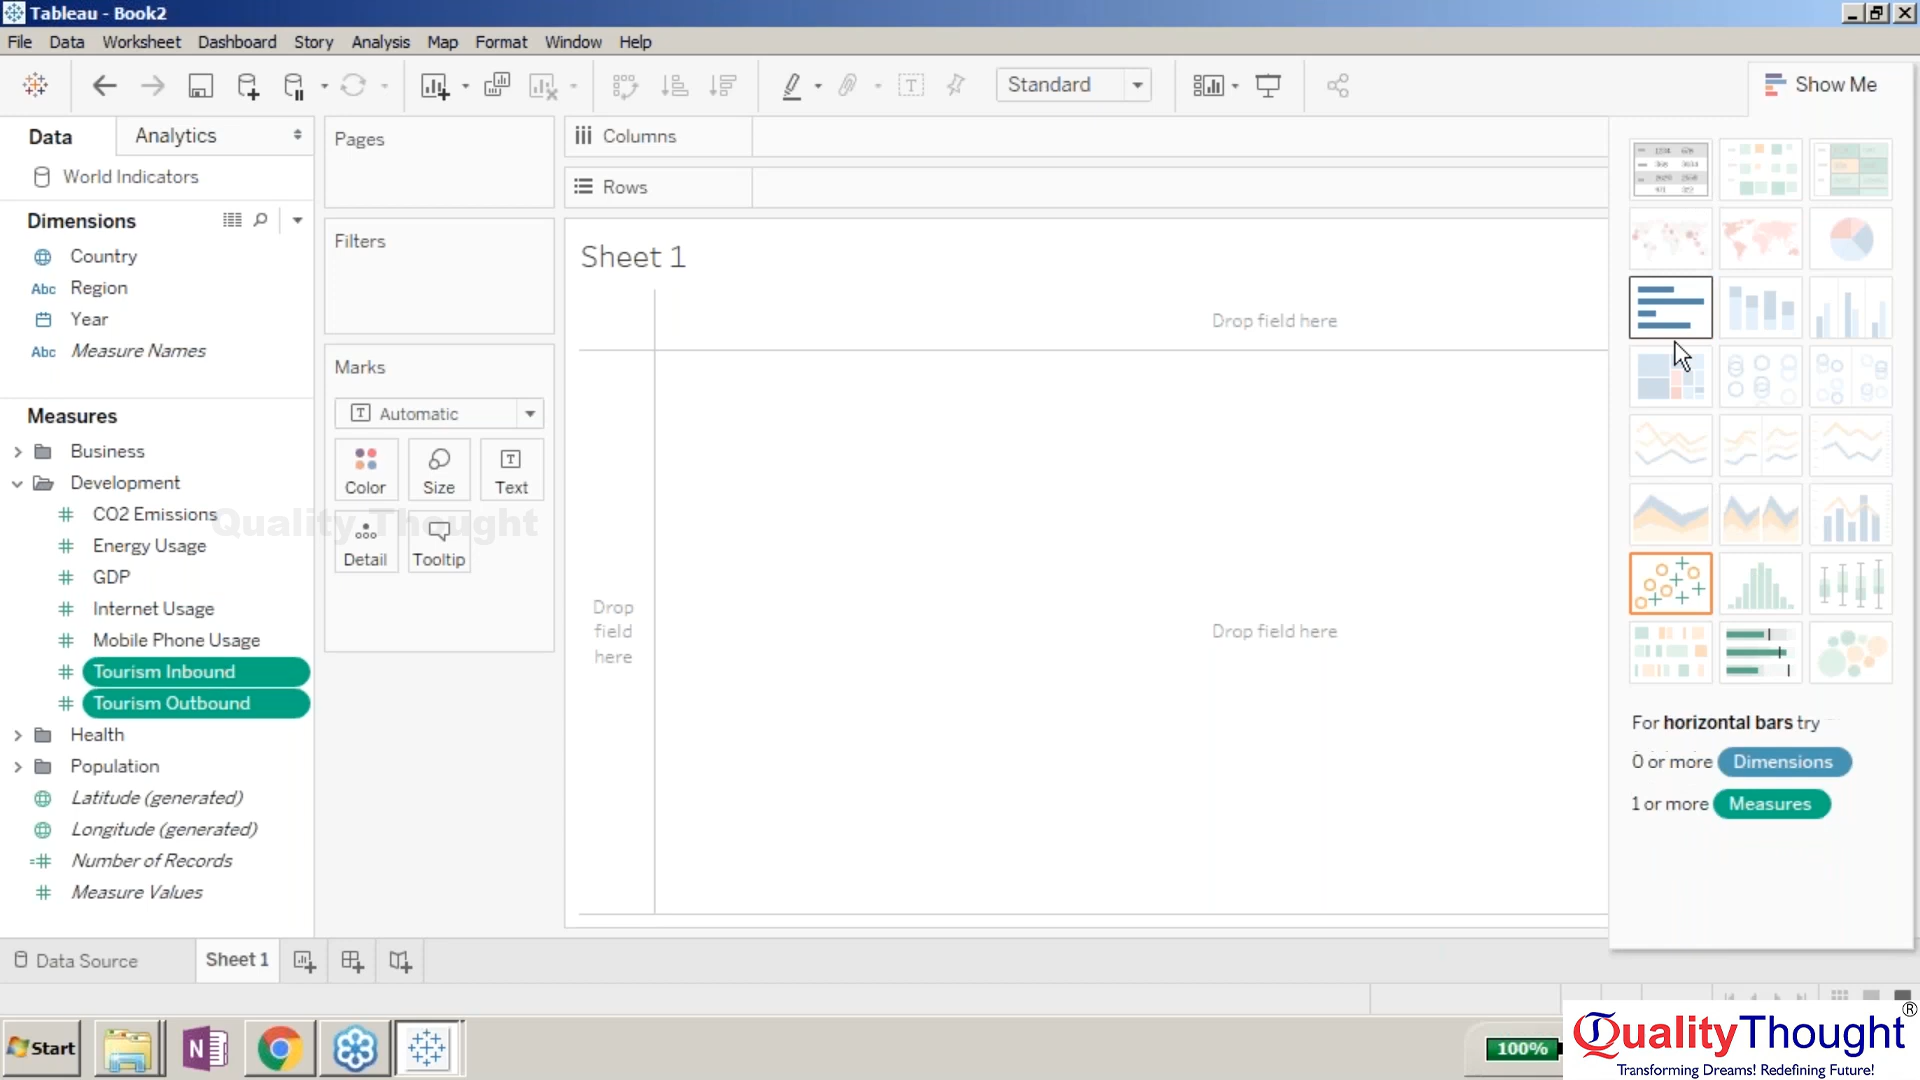 Tableau - Book2
File Data Worksheet Dashboard Story Analysis Map Format Window Help
Standard
Show Me
Data Analytics
World Indicators
Dimensions
Country
Abc Region
Year
Abc Measure Names
Measures
Business
Development
CO2 Emissions
Energy Usage
GDP
Internet Usage
Mobile Phone Usage
Tourism Inbound
Tourism Outbound
Health
Population
Latitude (generated)
Longitude (generated)
Number of Records
Measure Values
Pages
Filters
Marks
Automatic
Color Size Text
Detail Tooltip
Quality Thought
Columns
Rows
Sheet 1
Drop field here
Drop
field
here
Drop field here
For horizontal bars try
0 or more Dimensions
1 or more Measures
Data Source Sheet 1
Start
100%
QualityThought®
Transforming Dreams! Redefining Future!